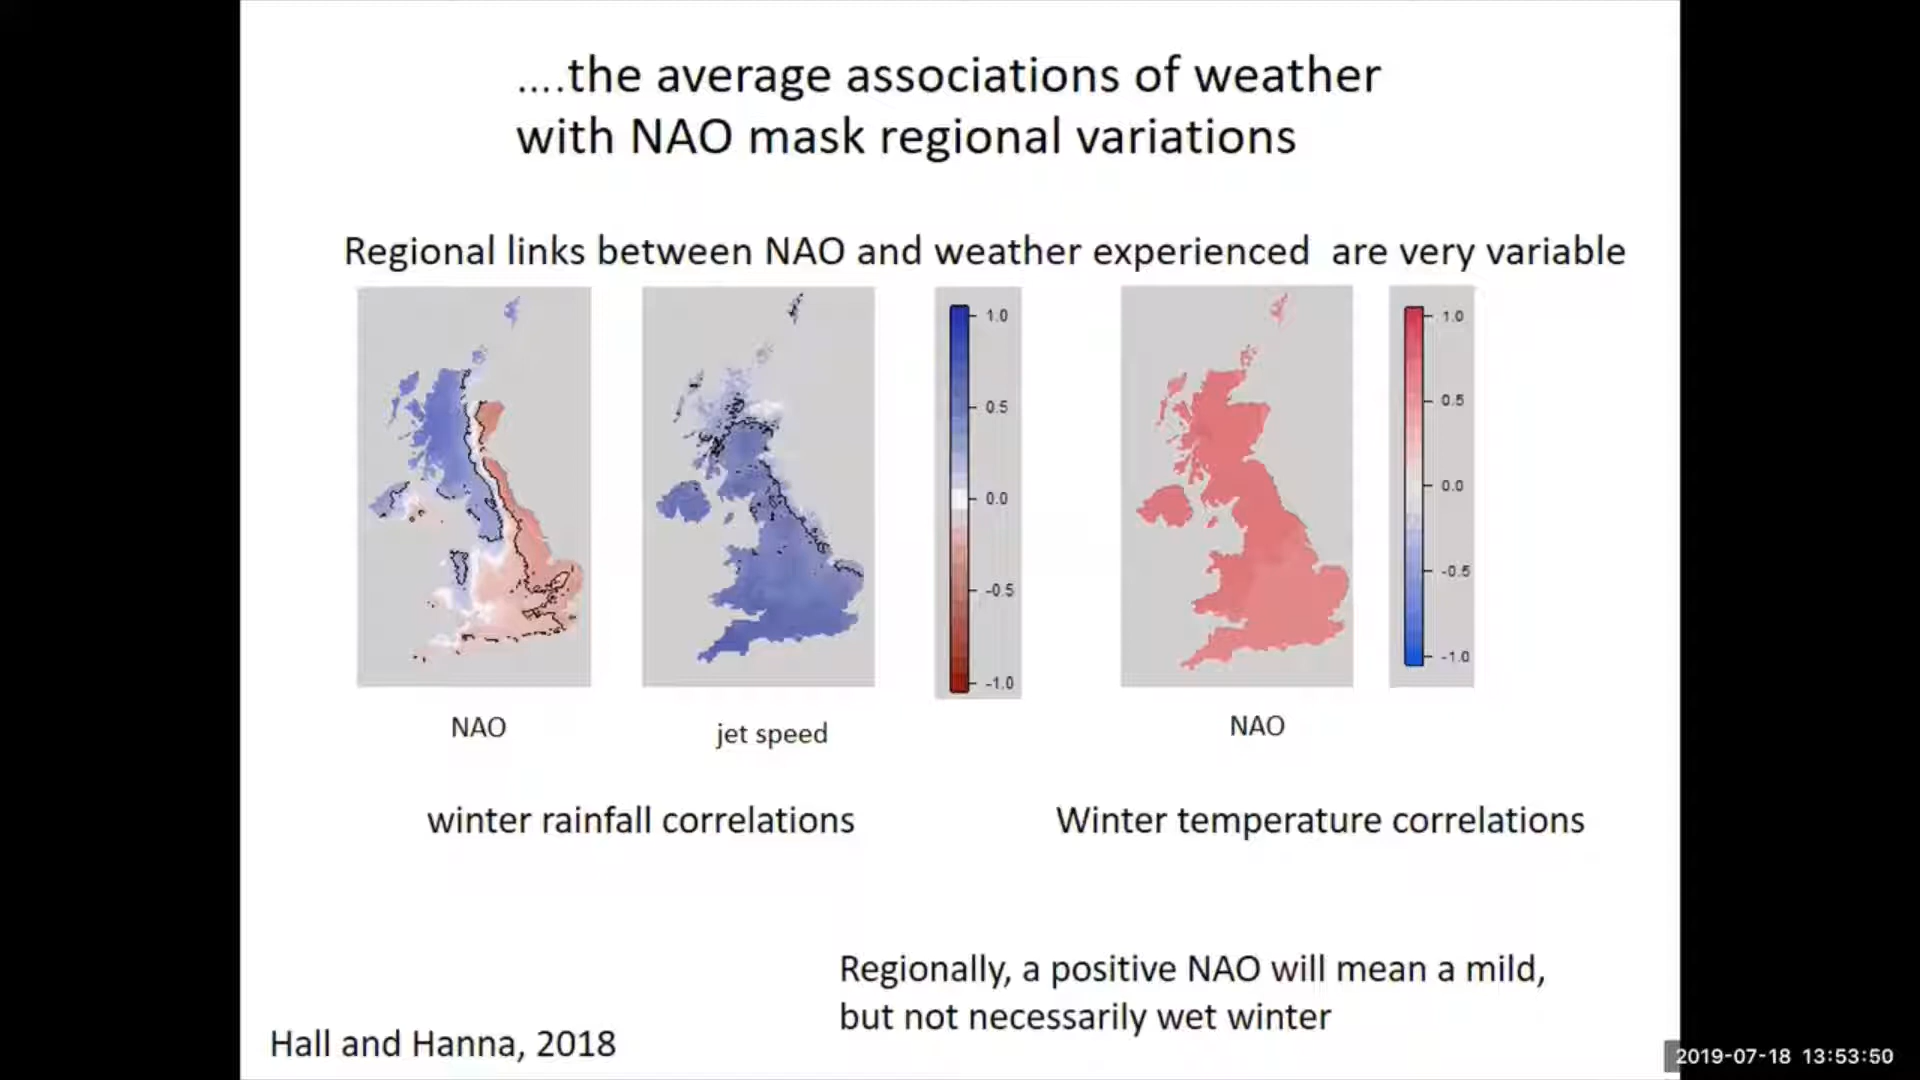 ....the average associations of weather
with NAO mask regional variations
Regional links between NAO and weather experienced are very variable
1.0
0.5
0.0
-0.5
-1.0
1.0
0.5
0.0
-0.5
-1.0
NAO
jet speed
NAO
winter rainfall correlations
Winter temperature correlations
Regionally, a positive NAO will mean a mild,
but not necessarily wet winter
Hall and Hanna, 2018
2019-07-18 13:53:50